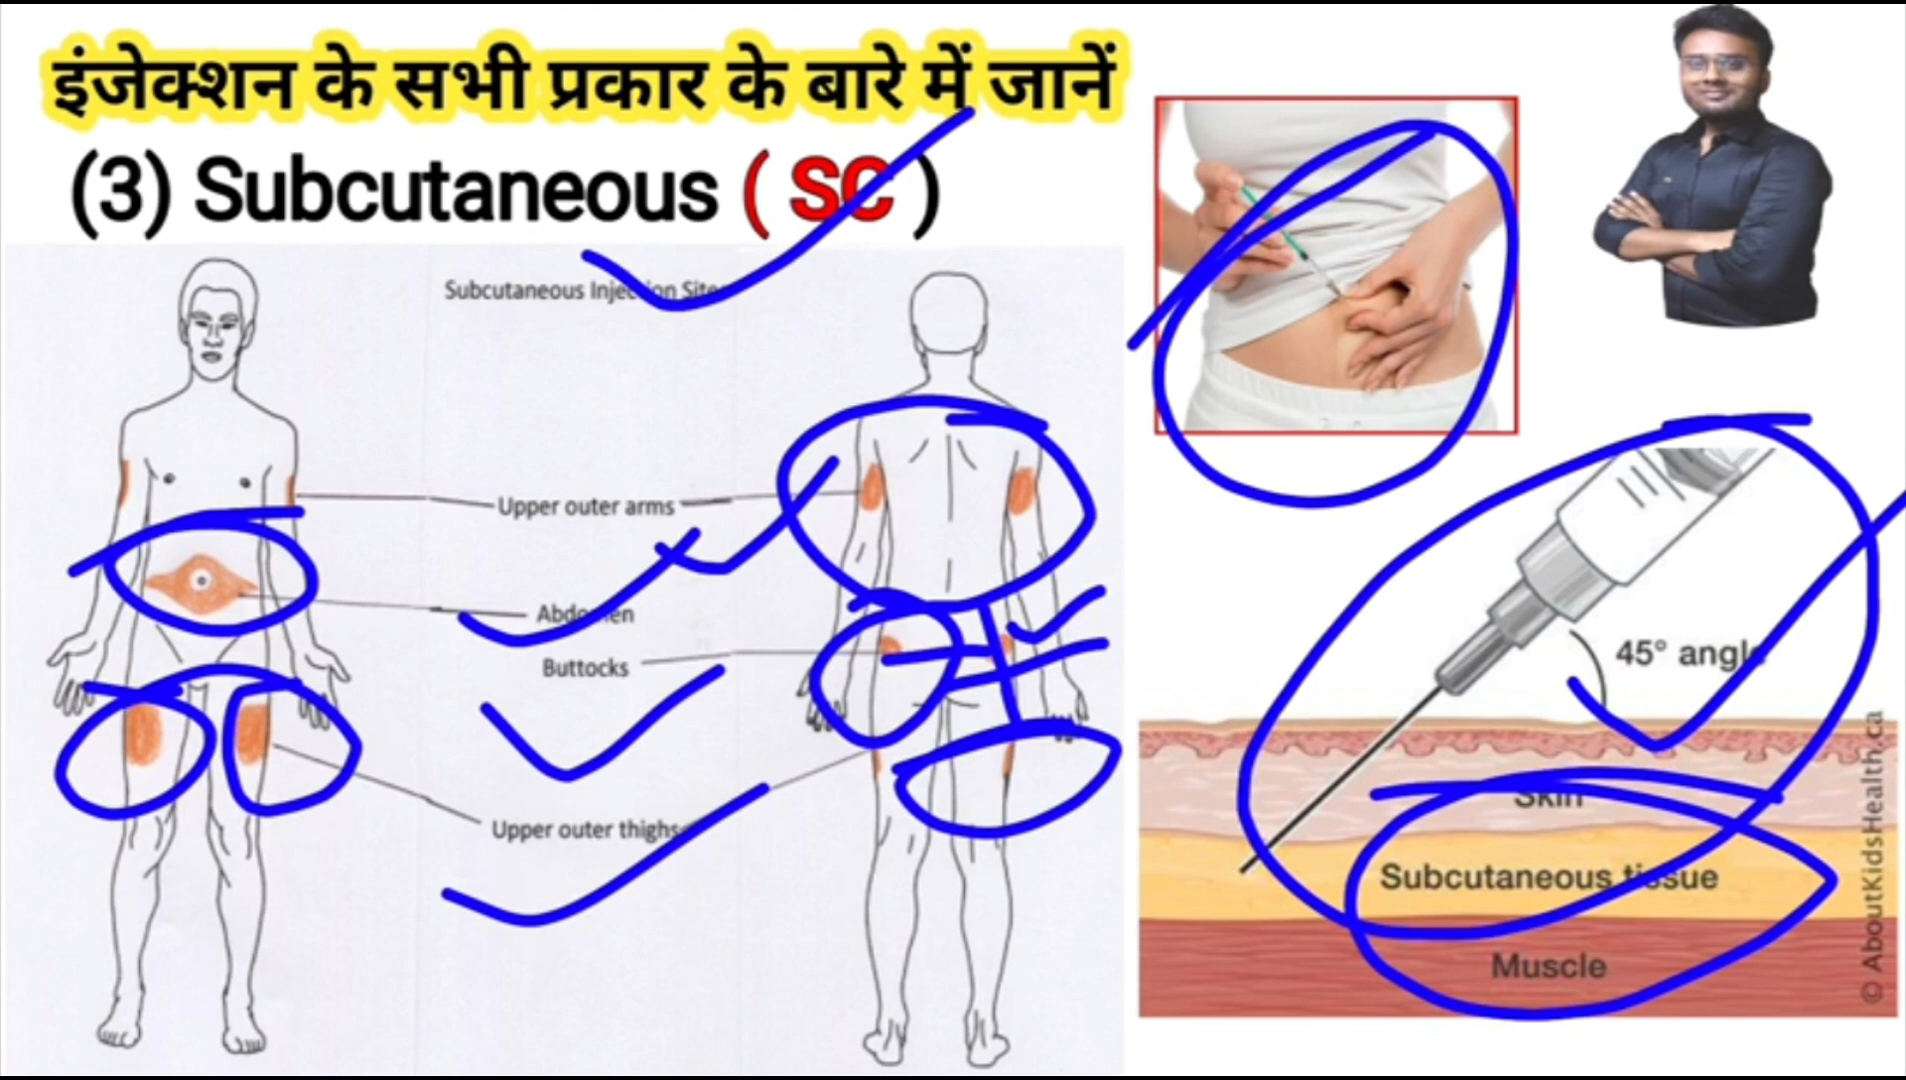 इंजेक्शन के सभी प्रकार के बारे में जानें
(3) Subcutaneous ( SC )
Subcutaneous Injection Sites
Upper outer arms
Abdomen
Buttocks
Upper outer thighs
45° angle
Skin
Subcutaneous tissue
Muscle
© AboutKidsHealth.ca